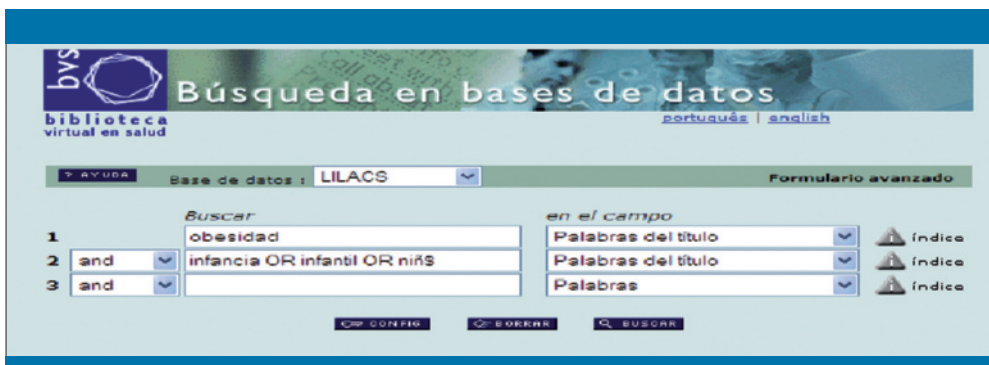 bvs
Búsqueda en bases de datos
biblioteca
virtual en salud
português | english
> AYUDA Base de datos : LILACS Formulario avanzado
Buscar en el campo
1 obesidad Palabras del título índice
2 and infancia OR infantil OR niñ$ Palabras del título índice
3 and Palabras índice
CONFIG BORRAR BUSCAR